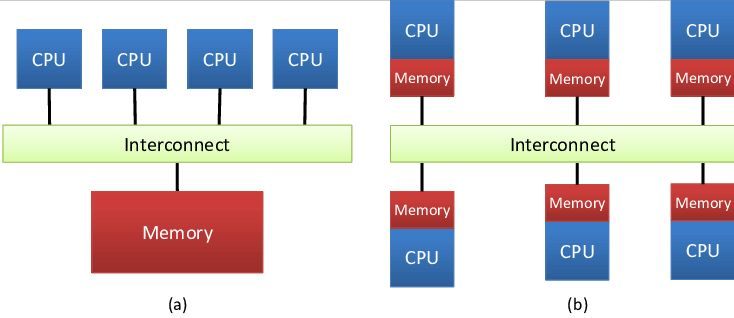 CPU CPU CPU CPU
Interconnect
Memory
(a)
CPU CPU CPU
Memory Memory Memory
Interconnect
Memory Memory Memory
CPU CPU CPU
(b)